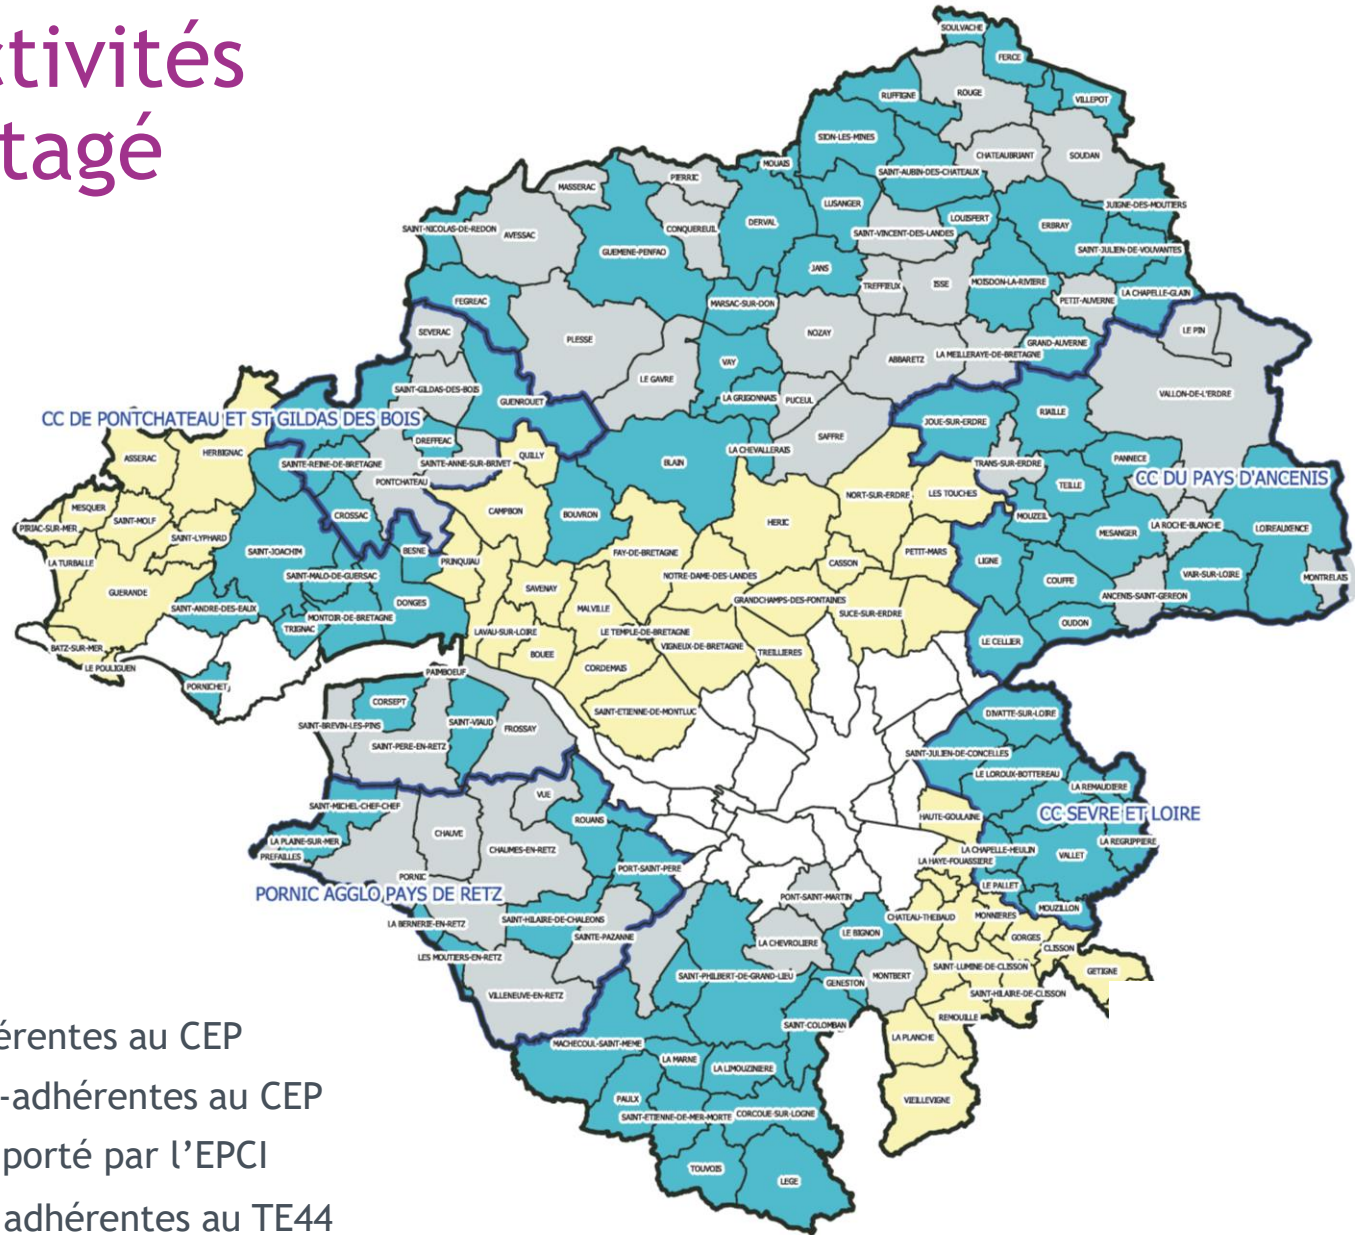 ctivités
tagé
SOULVACHE
FERCE
RUFFIGNE
ROUGE
VILLEPOT
SION-LES-MINES
CHATEAUBRIANT
SOUDAN
MOUAIS
SAINT-AUBIN-DES-CHATEAUX
PIERRIC
MASSERAC
LUSANGER
JUIGNE-DES-MOUTIERS
LOUISFERT
DERVAL
ERBRAY
SAINT-NICOLAS-DE-REDON
AVESSAC
CONQUEREUIL
SAINT-VINCENT-DES-LANDES
GUEMENE-PENFAO
SAINT-JULIEN-DE-VOUVANTES
JANS
TREFFIEUX
ISSE
MOISDON-LA-RIVIERE
LA CHAPELLE-GLAIN
FEGREAC
MARSAC-SUR-DON
PETIT-AUVERNE
SEVERAC
PLESSE
NOZAY
LE PIN
GRAND-AUVERNE
ABBARETZ
LA MEILLERAYE-DE-BRETAGNE
VAY
LE GAVRE
SAINT-GILDAS-DES-BOIS
VALLON-DE-L'ERDRE
GUENROUET
LA GRIGONNAIS
PUCEUL
RIAILLE
CC DE PONTCHATEAU ET ST GILDAS DES BOIS
JOUE-SUR-ERDRE
DREFFEAC
SAFFRE
LA CHEVALLERAIS
HERBIGNAC
ASSERAC
QUILLY
SAINTE-REINE-DE-BRETAGNE
SAINTE-ANNE-SUR-BRIVET
BLAIN
TRANS-SUR-ERDRE
PANNECE
CC DU PAYS D'ANCENIS
PONTCHATEAU
TEILLE
NORT-SUR-ERDRE
LES TOUCHES
MESQUER
CAMPBON
BOUVRON
CROSSAC
MOUZEIL
HERIC
SAINT-MOLF
PIRIAC-SUR-MER
LA ROCHE-BLANCHE
LOIREAUXENCE
MESANGER
SAINT-LYPHARD
SAINT-JOACHIM
BESNE
FAY-DE-BRETAGNE
PETIT-MARS
LA TURBALLE
PRINQUIAU
CASSON
LIGNE
SAINT-MALO-DE-GUERSAC
NOTRE-DAME-DES-LANDES
COUFFE
VAIR-SUR-LOIRE
MONTRELAIS
GUERANDE
SAVENAY
ANCENIS-SAINT-GEREON
GRANDCHAMPS-DES-FONTAINES
DONGES
SAINT-ANDRE-DES-EAUX
MALVILLE
SUCE-SUR-ERDRE
MONTOIR-DE-BRETAGNE
OUDON
TRIGNAC
LAVAU-SUR-LOIRE
LE TEMPLE-DE-BRETAGNE
LE CELLIER
BATZ-SUR-MER
VIGNEUX-DE-BRETAGNE
BOUEE
TREILLIERES
LE POULIGUEN
CORDEMAIS
PAIMBOEUF
PORNICHET
CORSEPT
SAINT-ETIENNE-DE-MONTLUC
DIVATTE-SUR-LOIRE
SAINT-BREVIN-LES-PINS
SAINT-VIAUD
FROSSAY
SAINT-PERE-EN-RETZ
SAINT-JULIEN-DE-CONCELLES
LE LOROUX-BOTTEREAU
LA REMAUDIERE
VUE
SAINT-MICHEL-CHEF-CHEF
CC SEVRE ET LOIRE
HAUTE-GOULAINE
ROUANS
CHAUVE
LA PLAINE-SUR-MER
LA REGRIPPIERE
CHAUMES-EN-RETZ
LA CHAPELLE-HEULIN
PREFAILLES
VALLET
LA HAYE-FOUASSIERE
PORT-SAINT-PERE
PORNIC
LE PALLET
PORNIC AGGLO PAYS DE RETZ
PONT-SAINT-MARTIN
MOUZILLON
CHATEAU-THEBAUD
MONNIERES
SAINT-HILAIRE-DE-CHALEONS
LA BERNERIE-EN-RETZ
LE BIGNON
SAINTE-PAZANNE
GORGES
LA CHEVROLIERE
CLISSON
LES MOUTIERS-EN-RETZ
SAINT-LUMINE-DE-CLISSON
GETIGNE
SAINT-PHILBERT-DE-GRAND-LIEU
MONTBERT
GENESTON
VILLENEUVE-EN-RETZ
SAINT-HILAIRE-DE-CLISSON
REMOUILLE
SAINT-COLOMBAN
LA PLANCHE
MACHECOUL-SAINT-MEME
LA MARNE
LA LIMOUZINIERE
PAULX
VIEILLEVIGNE
SAINT-ETIENNE-DE-MER-MORTE
CORCOUE-SUR-LOGNE
TOUVOIS
LEGE
érentes au CEP
-adhérentes au CEP
porté par l’EPCI
adhérentes au TE44